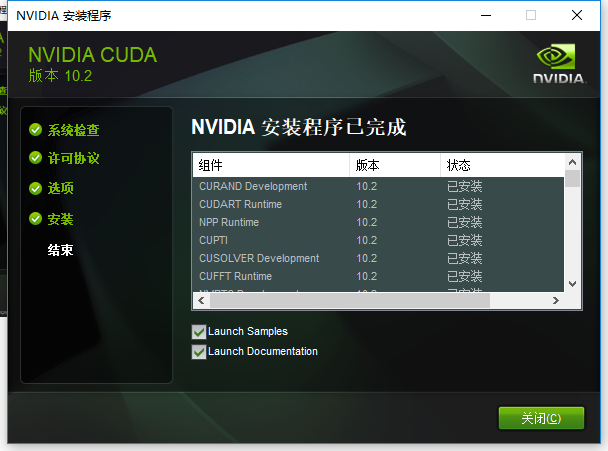 NVIDIA 安装程序
NVIDIA CUDA
版本 10.2
NVIDIA.
系统检查
许可协议
选项
安装
结束
NVIDIA 安装程序已完成
组件 版本 状态
CURAND Development 10.2 已安装
CUDART Runtime 10.2 已安装
NPP Runtime 10.2 已安装
CUPTI 10.2 已安装
CUSOLVER Development 10.2 已安装
CUFFT Runtime 10.2 已安装
Launch Samples
Launch Documentation
关闭(C)